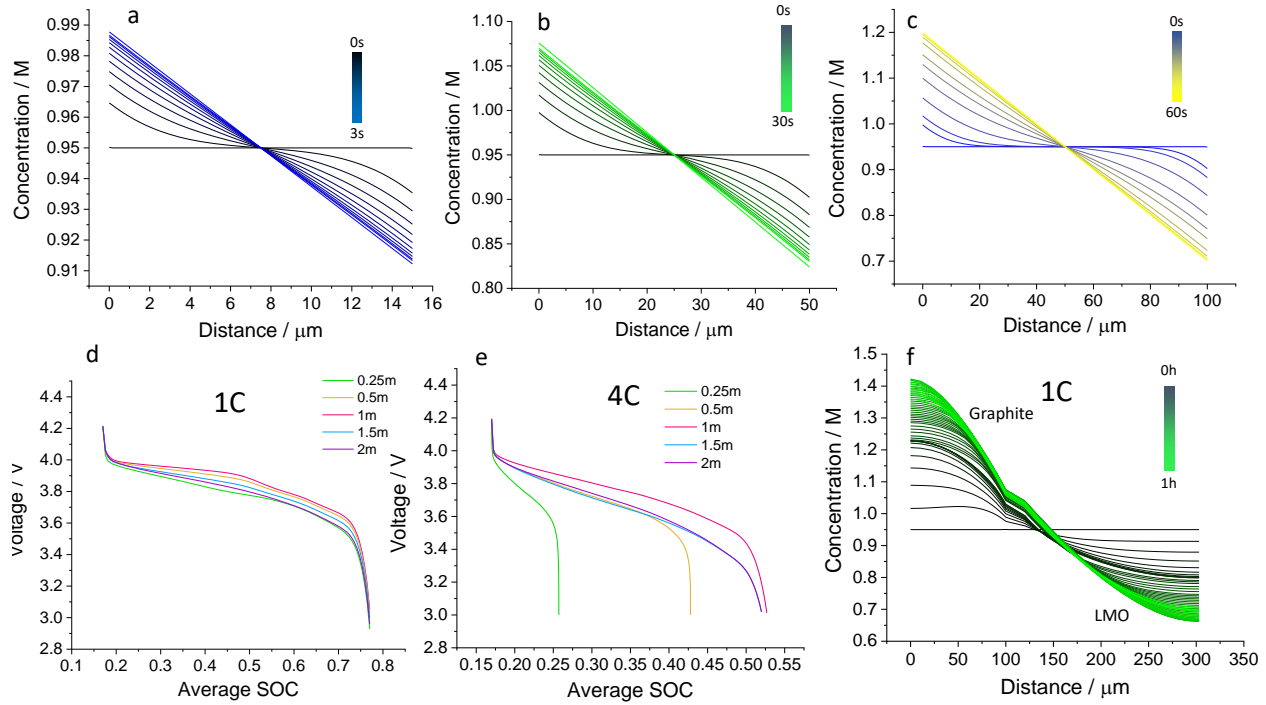 a
Concentration / M
0.99
0.98
0.97
0.96
0.95
0.94
0.93
0.92
0.91
0s
3s
0 2 4 6 8 10 12 14 16
Distance / μm
b
Concentration / M
1.10
1.05
1.00
0.95
0.90
0.85
0.80
0s
30s
0 10 20 30 40 50
Distance / μm
c
Concentration / M
1.2
1.1
1.0
0.9
0.8
0.7
0s
60s
0 20 40 60 80 100
Distance / μm
d
1C
Voltage / V
4.4
4.2
4.0
3.8
3.6
3.4
3.2
3.0
2.8
0.25m
0.5m
1m
1.5m
2m
0.1 0.2 0.3 0.4 0.5 0.6 0.7 0.8
Average SOC
e
4C
Voltage / V
4.4
4.2
4.0
3.8
3.6
3.4
3.2
3.0
2.8
0.25m
0.5m
1m
1.5m
2m
0.15 0.20 0.25 0.30 0.35 0.40 0.45 0.50 0.55
Average SOC
f
1C
Concentration / M
1.5
1.4
1.3
1.2
1.1
1.0
0.9
0.8
0.7
0.6
Graphite
LMO
0h
1h
0 50 100 150 200 250 300 350
Distance / μm